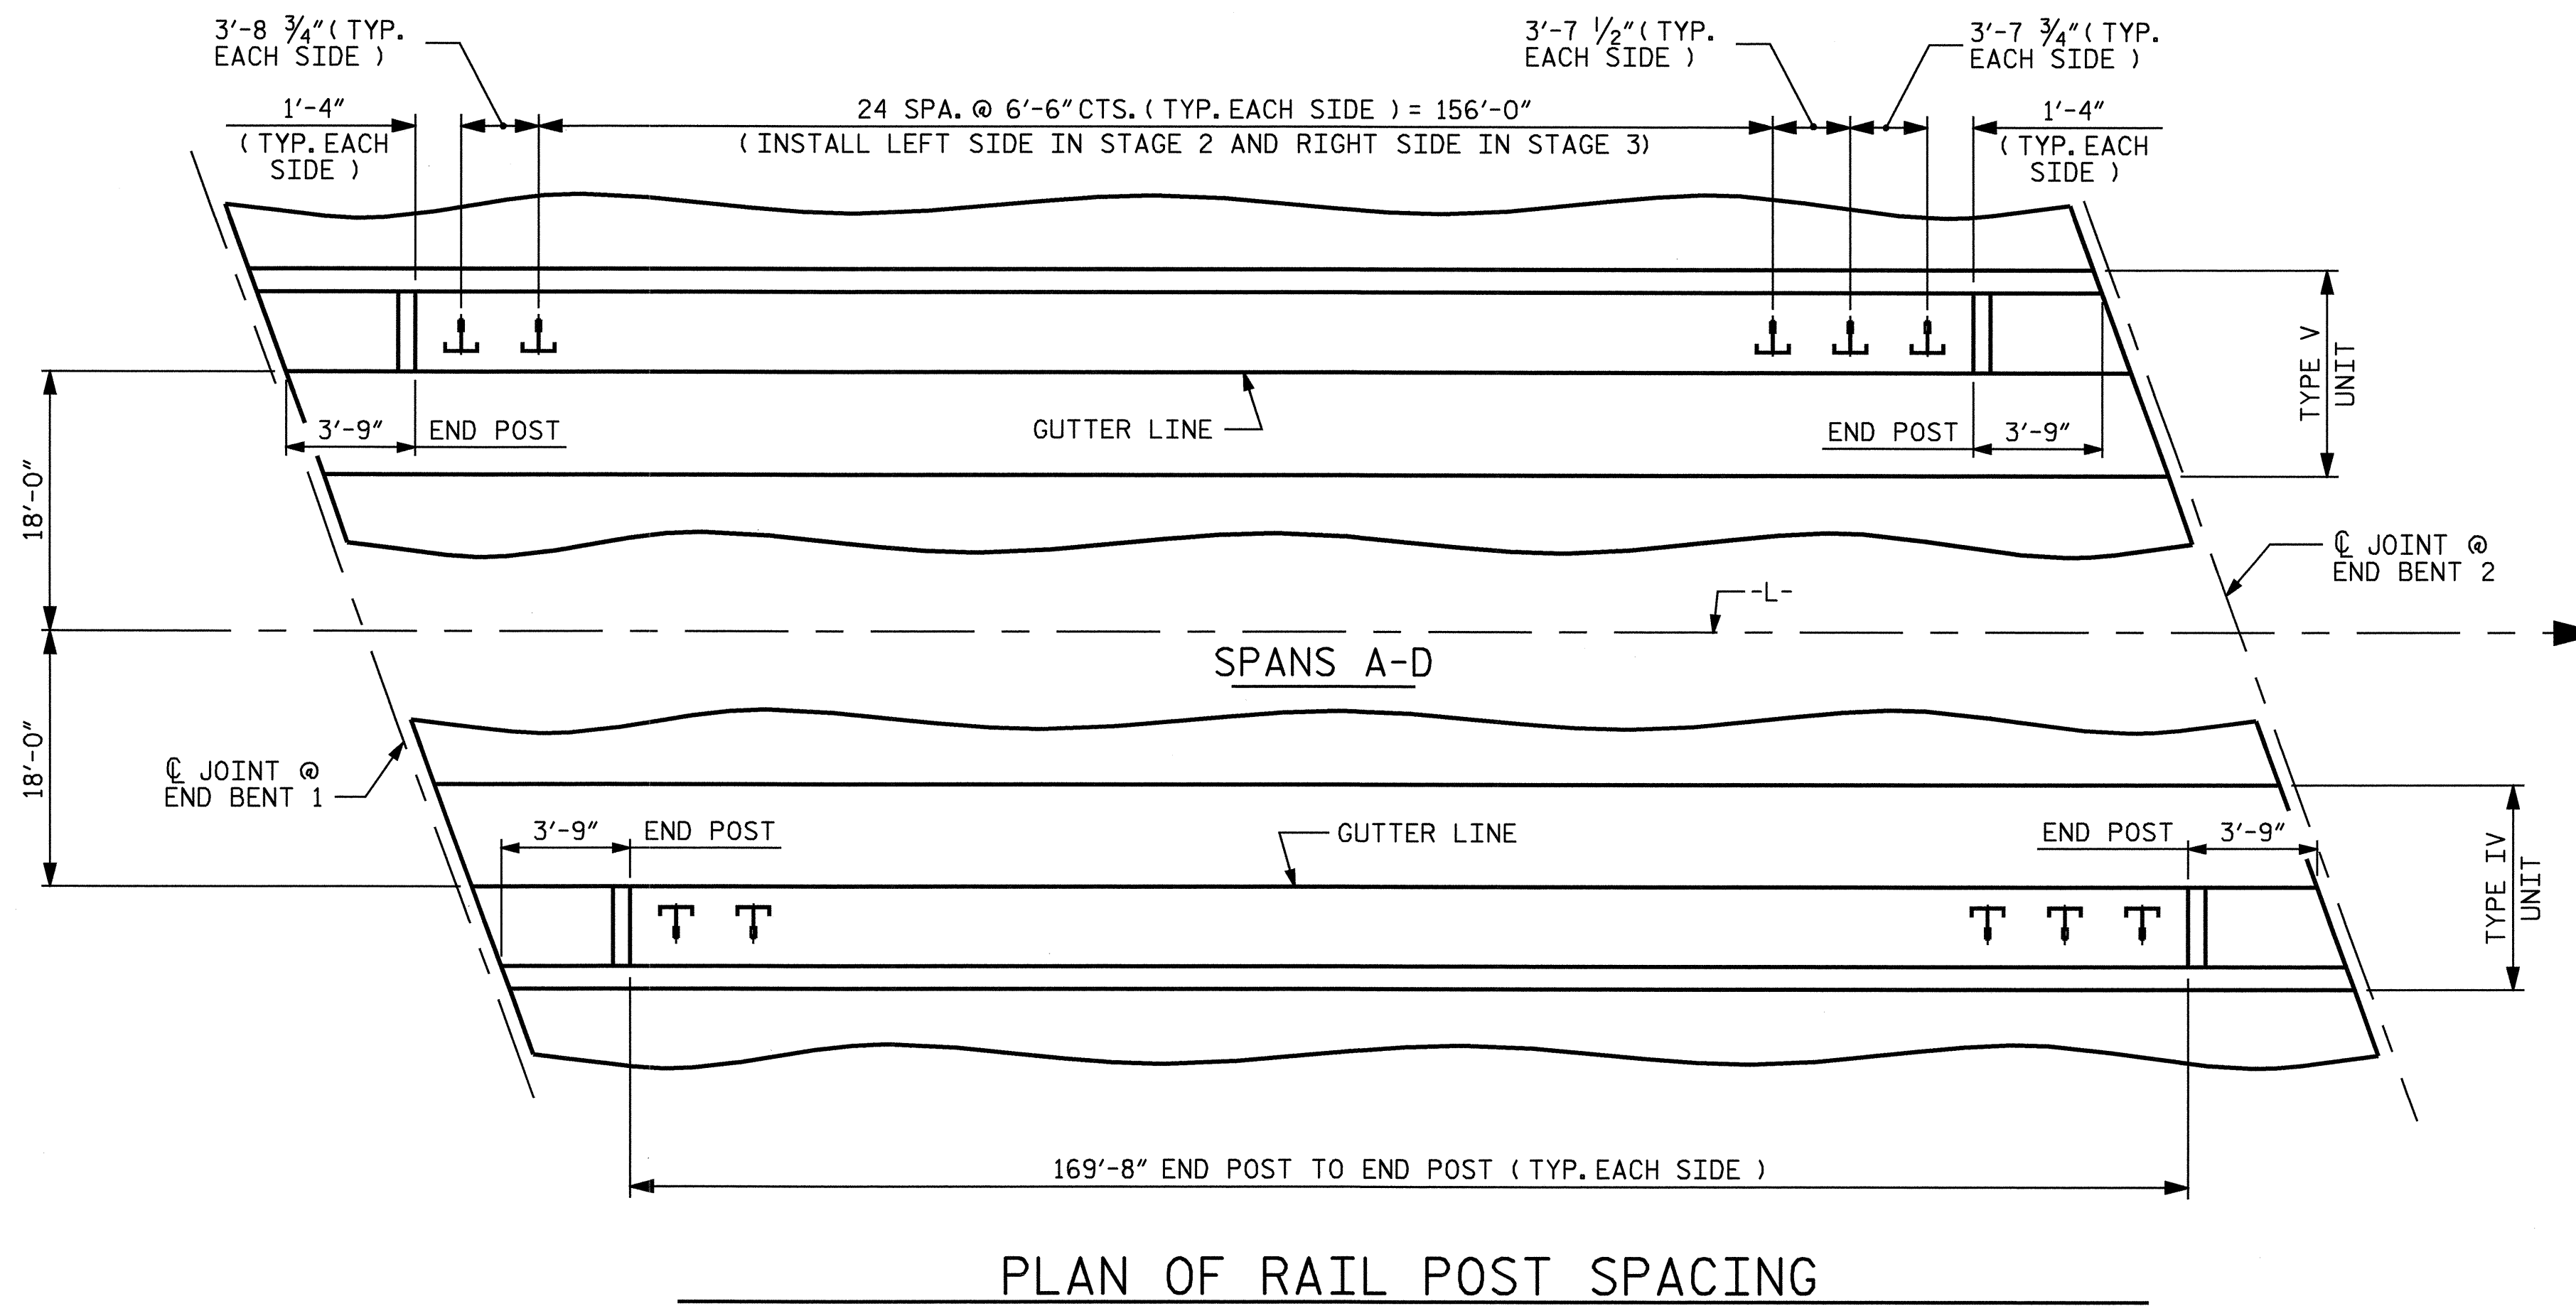 3'-8 3/4" ( TYP.
EACH SIDE )
3'-7 1/2" ( TYP.
EACH SIDE )
3'-7 3/4" ( TYP.
EACH SIDE )
1'-4"
( TYP. EACH
SIDE )
24 SPA. @ 6'-6" CTS. ( TYP. EACH SIDE ) = 156'-0"
( INSTALL LEFT SIDE IN STAGE 2 AND RIGHT SIDE IN STAGE 3)
1'-4"
( TYP. EACH
SIDE )
TYPE V
UNIT
3'-9" END POST
GUTTER LINE
END POST 3'-9"
18'-0"
℄ JOINT @
END BENT 2
-L-
SPANS A-D
18'-0"
℄ JOINT @
END BENT 1
3'-9" END POST
GUTTER LINE
END POST 3'-9"
TYPE IV
UNIT
169'-8" END POST TO END POST ( TYP. EACH SIDE )
PLAN OF RAIL POST SPACING